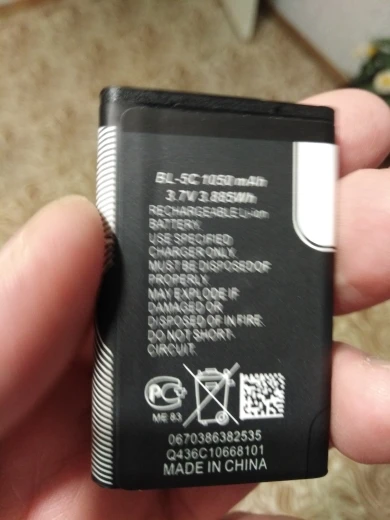 BL-5C 1050 mAh
3.7V 3.885Wh
RECHARGEABLE Li-ion
BATTERY.
USE SPECIFIED
CHARGER ONLY.
MUST BE DISPOSED OF
PROPERLY.
MAY EXPLODE IF
DAMAGED OR
DISPOSED OF IN FIRE.
DO NOT SHORT-
CIRCUIT.
РС
ME 83
0670386382535
Q436C10668101
MADE IN CHINA